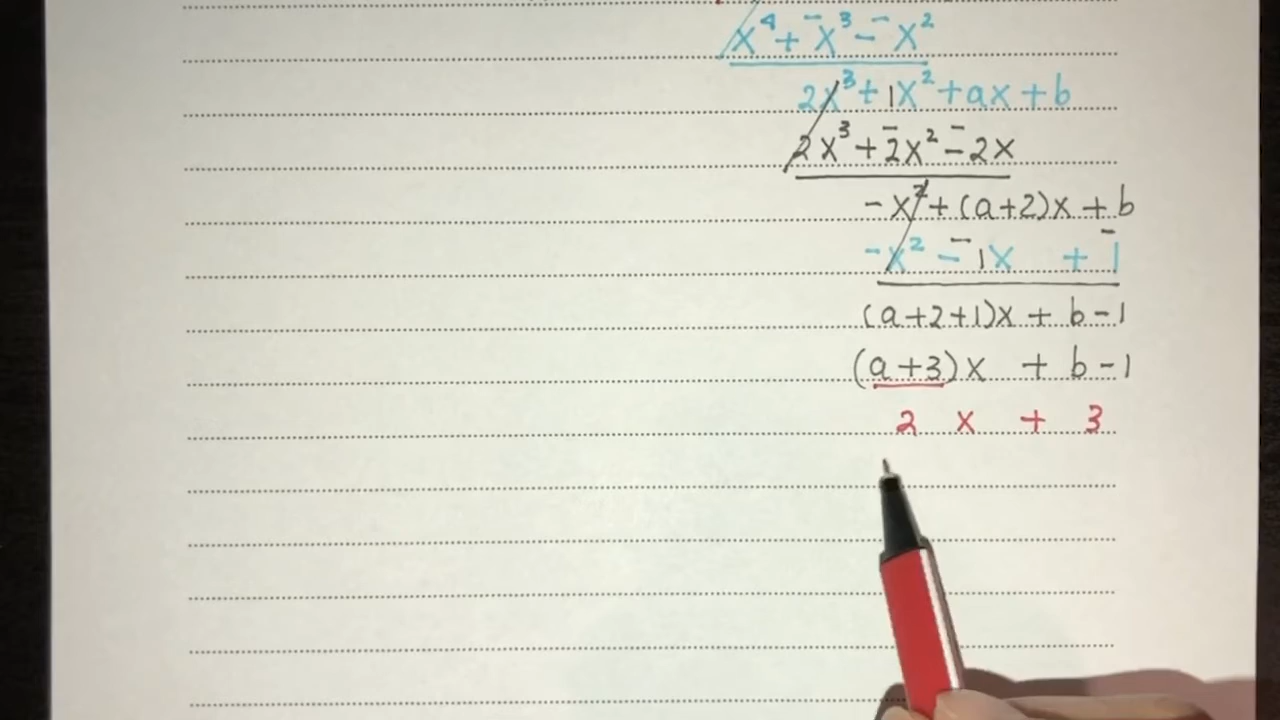 x⁴ + ⁻x³ - ⁻x²
2x³ + 1x² + ax + b
2x³ + ⁻2x² - ⁻2x
-x² + (a+2)x + b
-x² - ⁻1x + ⁻1
(a+2+1)x + b-1
(a+3)x + b-1
2 x + 3